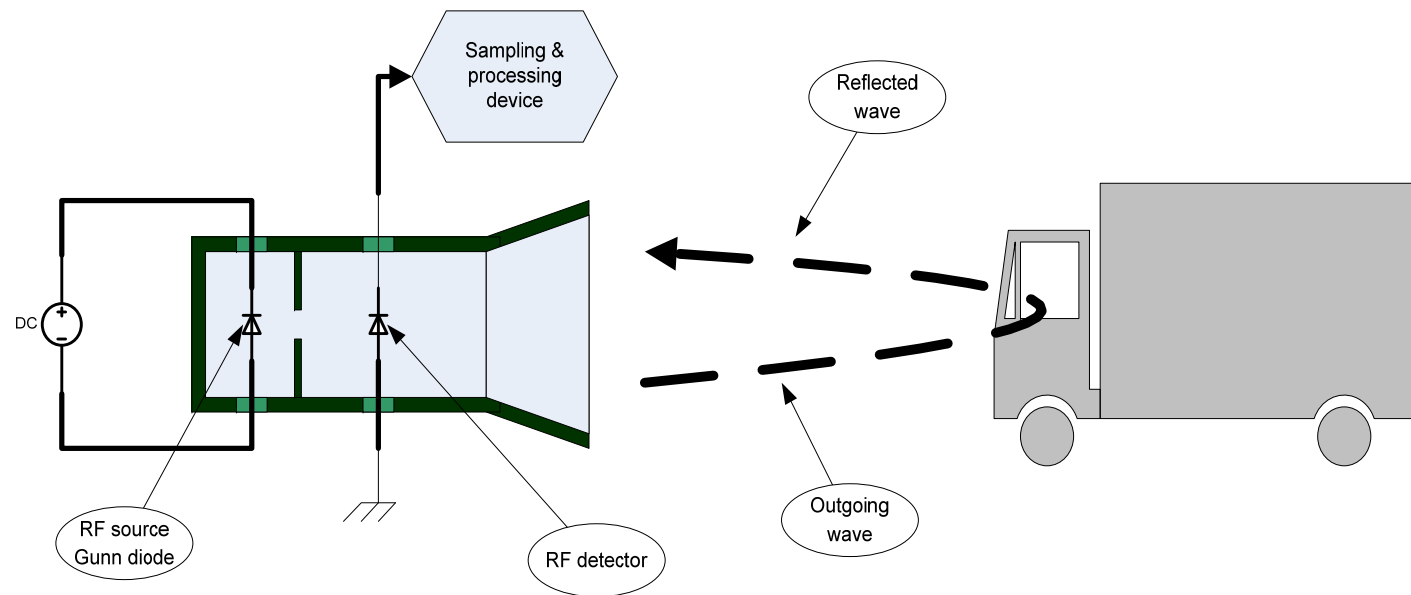 Sampling &
processing
device
Reflected
wave
+
DC
−
RF source
Gunn diode
RF detector
Outgoing
wave